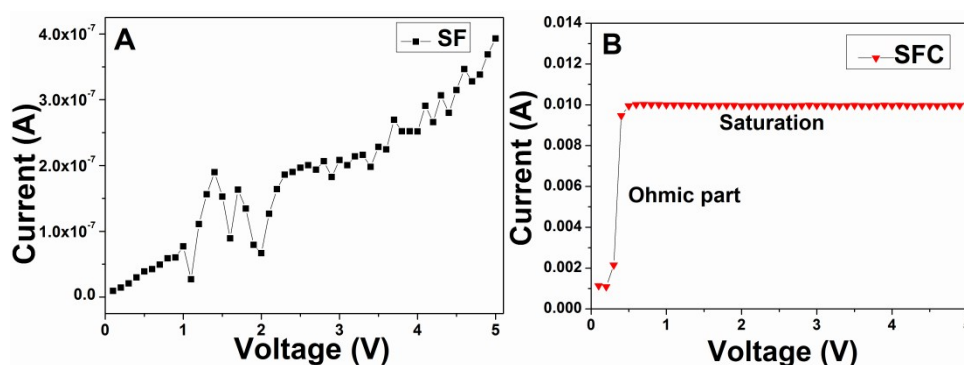 A
SF
Current (A)
4.0x10⁻⁷
3.0x10⁻⁷
2.0x10⁻⁷
1.0x10⁻⁷
0.0
0 1 2 3 4 5
Voltage (V)
B
SFC
Current (A)
0.014
0.012
0.010
0.008
0.006
0.004
0.002
0.000
Saturation
Ohmic part
0 1 2 3 4
Voltage (V)